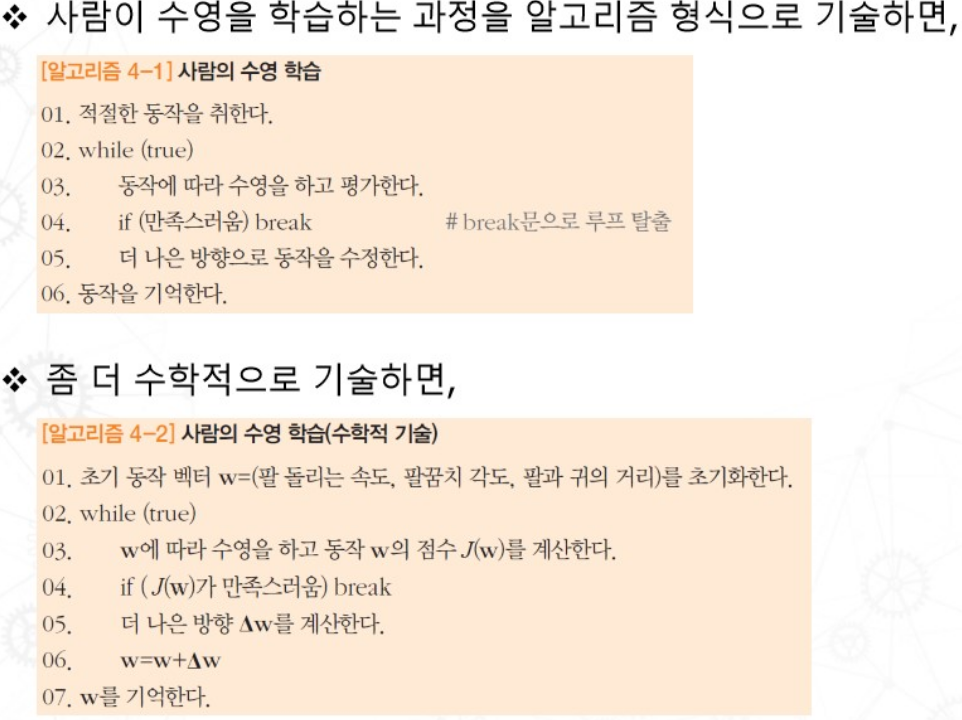 ❖ 사람이 수영을 학습하는 과정을 알고리즘 형식으로 기술하면,
[알고리즘 4-1] 사람의 수영 학습
01. 적절한 동작을 취한다.
02. while (true)
03. 동작에 따라 수영을 하고 평가한다.
04. if (만족스러움) break # break문으로 루프 탈출
05. 더 나은 방향으로 동작을 수정한다.
06. 동작을 기억한다.
❖ 좀 더 수학적으로 기술하면,
[알고리즘 4-2] 사람의 수영 학습(수학적 기술)
01. 초기 동작 벡터 w=(팔 돌리는 속도, 팔꿈치 각도, 팔과 귀의 거리)를 초기화한다.
02. while (true)
03. w에 따라 수영을 하고 동작 w의 점수 J(w)를 계산한다.
04. if ( J(w)가 만족스러움) break
05. 더 나은 방향 Δw를 계산한다.
06. w=w+Δw
07. w를 기억한다.